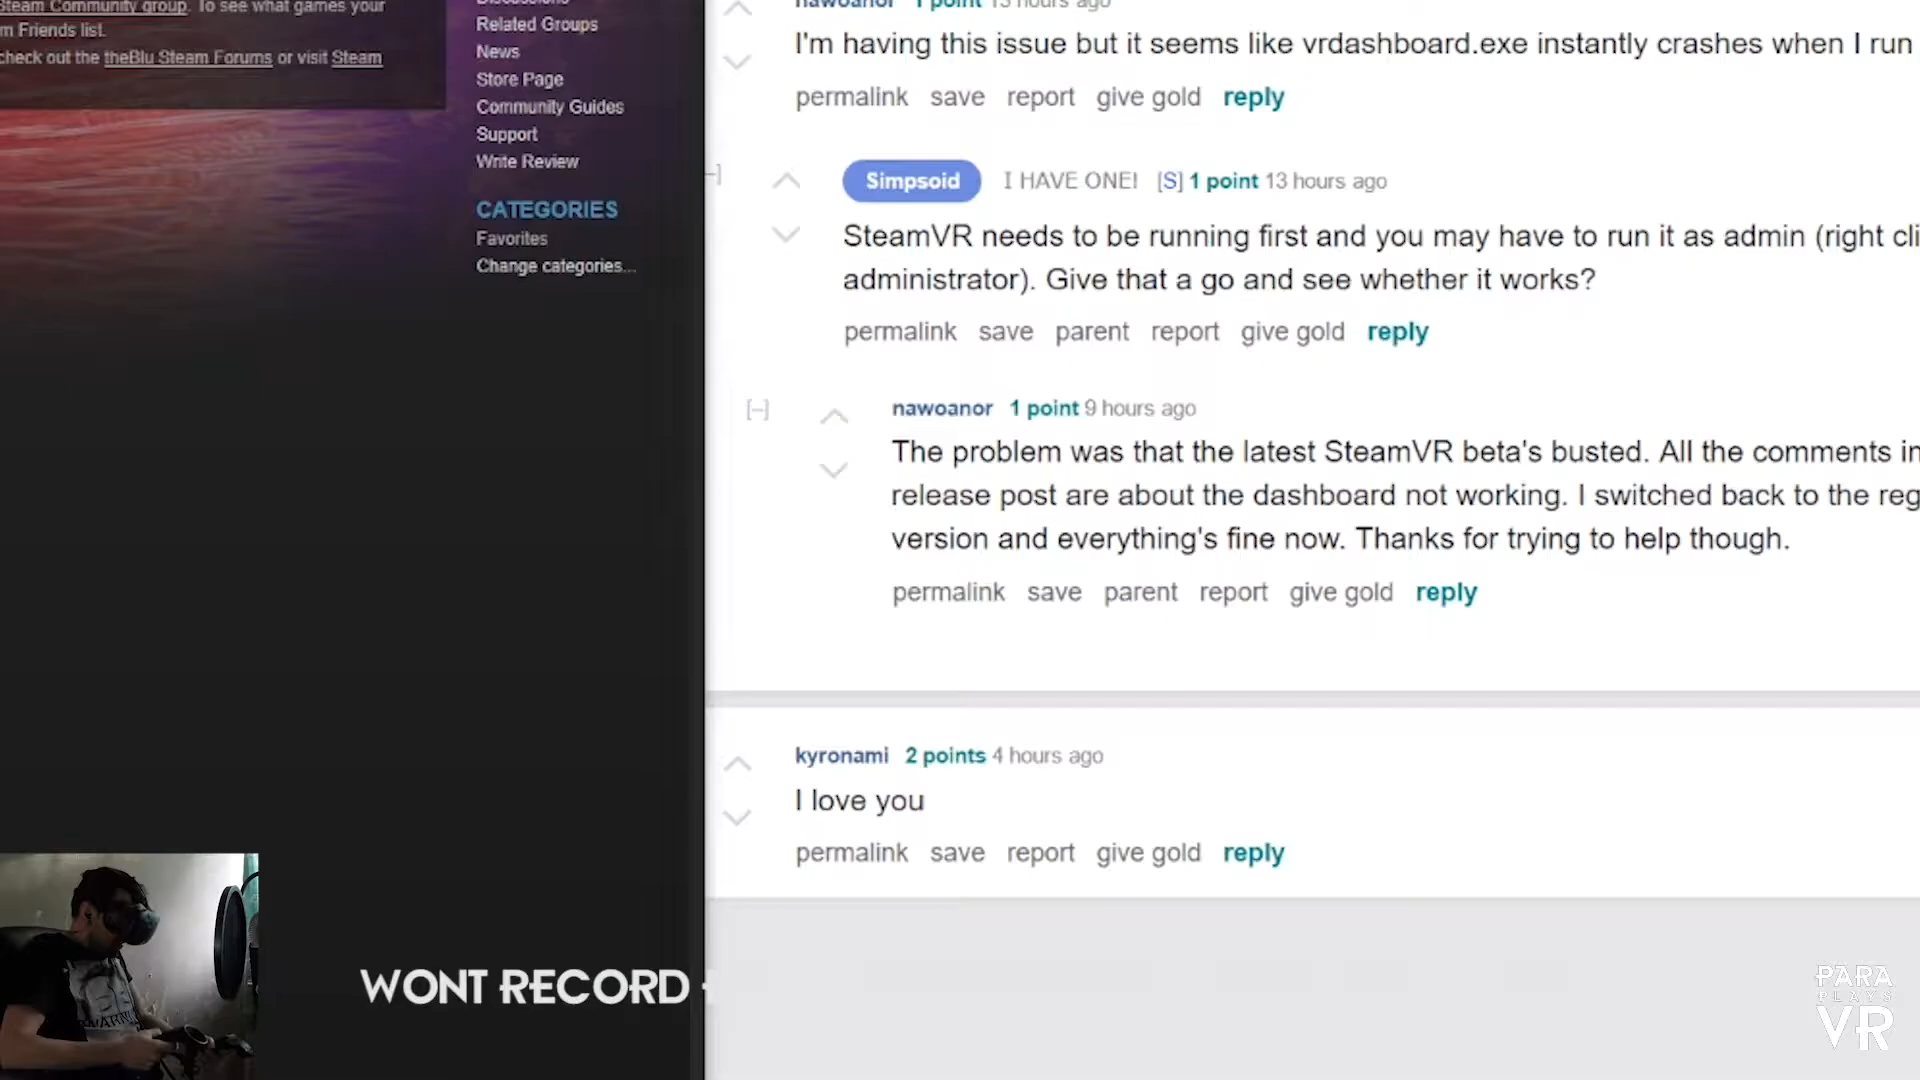 Steam Community group. To see what games your
m Friends list.
check out the theBlu Steam Forums or visit Steam
Discussions
Related Groups
News
Store Page
Community Guides
Support
Write Review
CATEGORIES
Favorites
Change categories...
nawoanor 1 point 13 hours ago
I'm having this issue but it seems like vrdashboard.exe instantly crashes when I run
permalink save report give gold reply
Simpsoid I HAVE ONE! [S] 1 point 13 hours ago
SteamVR needs to be running first and you may have to run it as admin (right cli
administrator). Give that a go and see whether it works?
permalink save parent report give gold reply
[–] nawoanor 1 point 9 hours ago
The problem was that the latest SteamVR beta's busted. All the comments in
release post are about the dashboard not working. I switched back to the reg
version and everything's fine now. Thanks for trying to help though.
permalink save parent report give gold reply
kyronami 2 points 4 hours ago
I love you
permalink save report give gold reply
WONT RECORD
PARA
PLAYS
VR